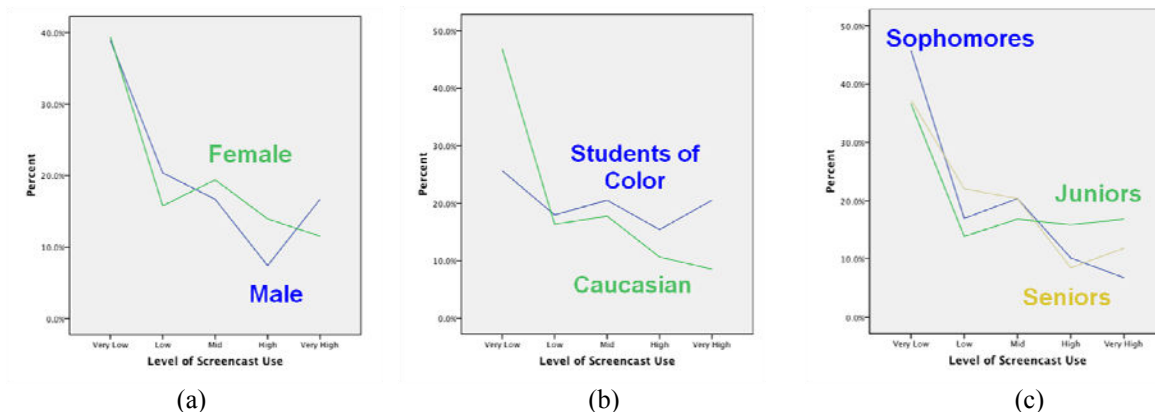 40.0%
30.0%
20.0%
10.0%
0.0%
Percent
Female
Male
Very Low Low Mid High Very High
Level of Screencast Use
(a)
50.0%
40.0%
30.0%
20.0%
10.0%
0.0%
Percent
Students of
Color
Caucasian
Very Low Low Mid High Very High
Level of Screencast Use
(b)
50.0%
40.0%
30.0%
20.0%
10.0%
0.0%
Percent
Sophomores
Juniors
Seniors
Very Low Low Mid High Very High
Level of Screencast Use
(c)